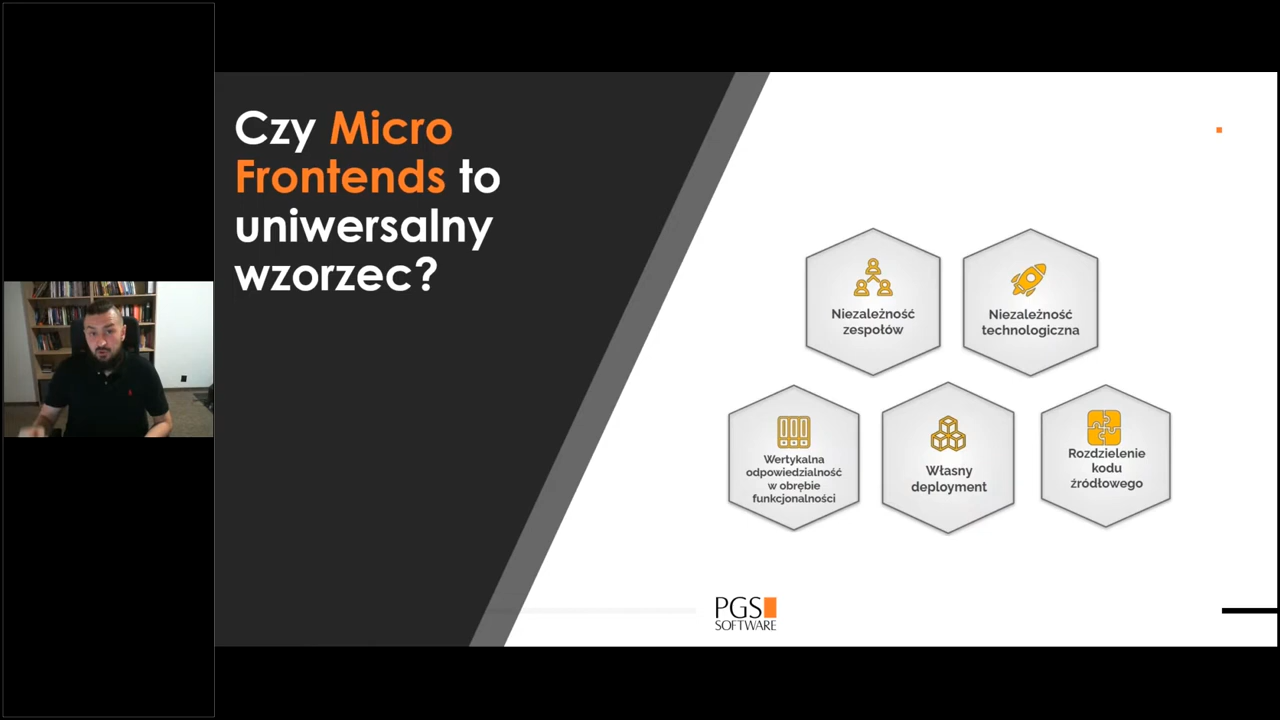 Czy Micro
Frontends to
uniwersalny
wzorzec?
Niezależność
zespołów
Niezależność
technologiczna
Wertykalna
odpowiedzialność
w obrębie
funkcjonalności
Własny
deployment
Rozdzielenie
kodu
źródłowego
PGS
SOFTWARE